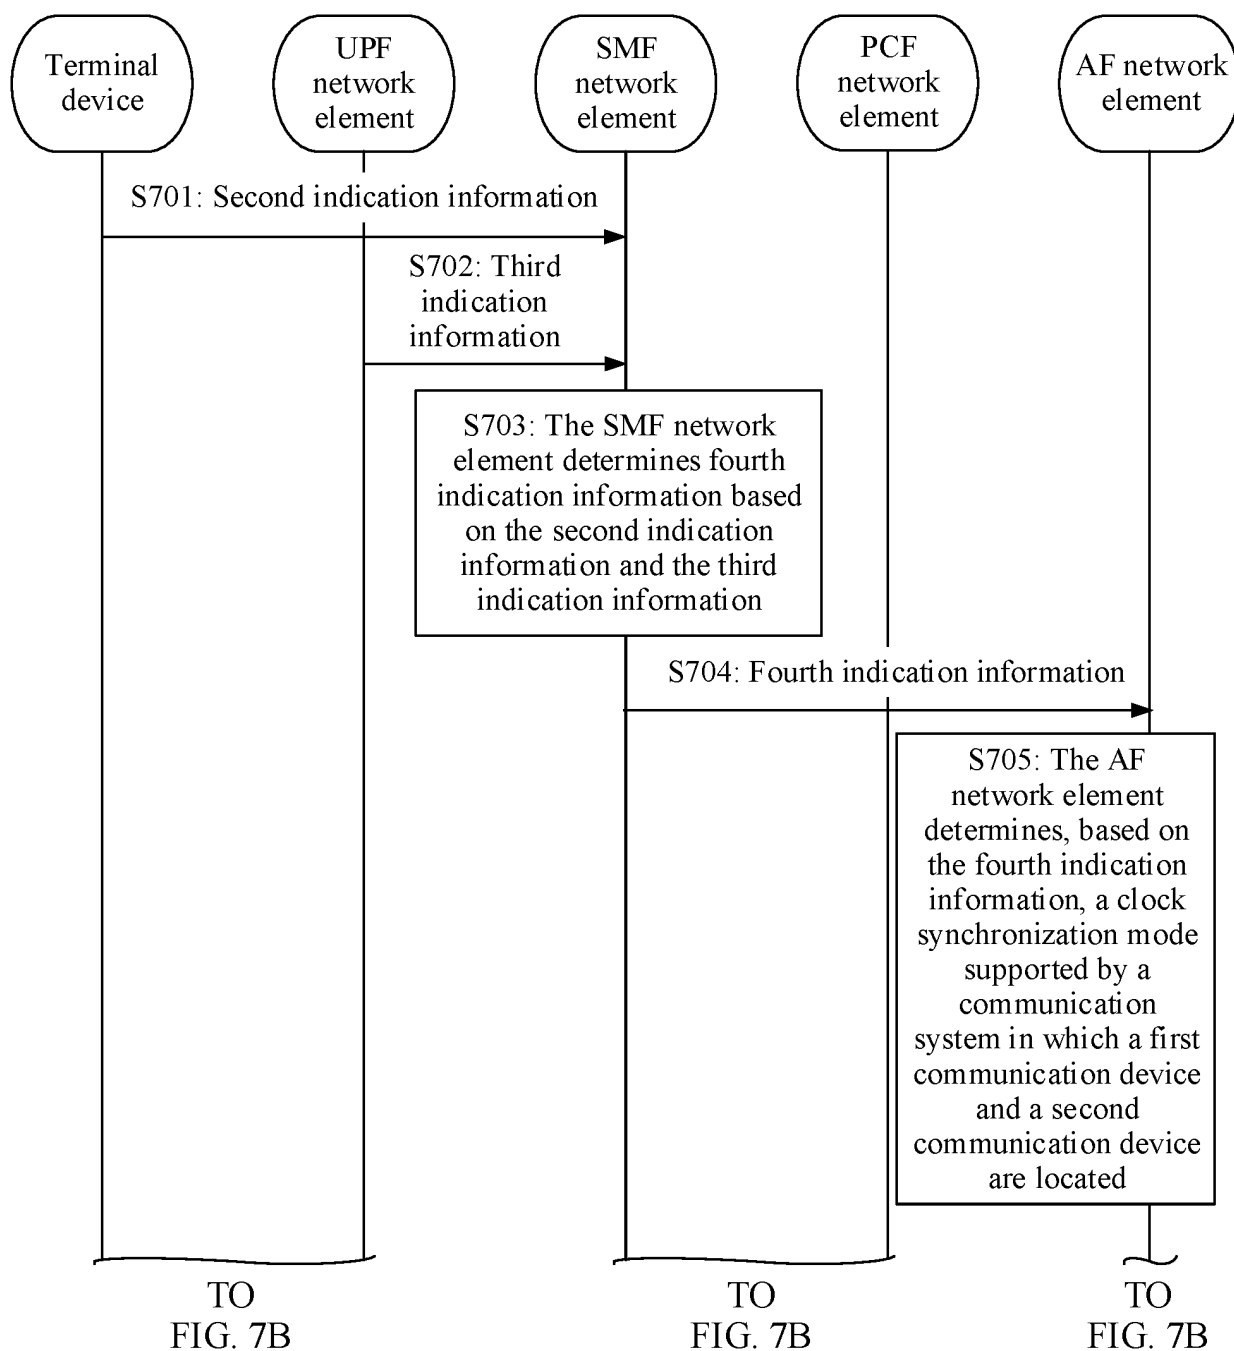 Terminal
device
UPF
network
element
SMF
network
element
PCF
network
element
AF network
element
S701: Second indication information
S702: Third
indication
information
S703: The SMF network
element determines fourth
indication information based
on the second indication
information and the third
indication information
S704: Fourth indication information
S705: The AF
network element
determines, based on
the fourth indication
information, a clock
synchronization mode
supported by a
communication
system in which a first
communication device
and a second
communication device
are located
TO
FIG. 7B
TO
FIG. 7B
TO
FIG. 7B